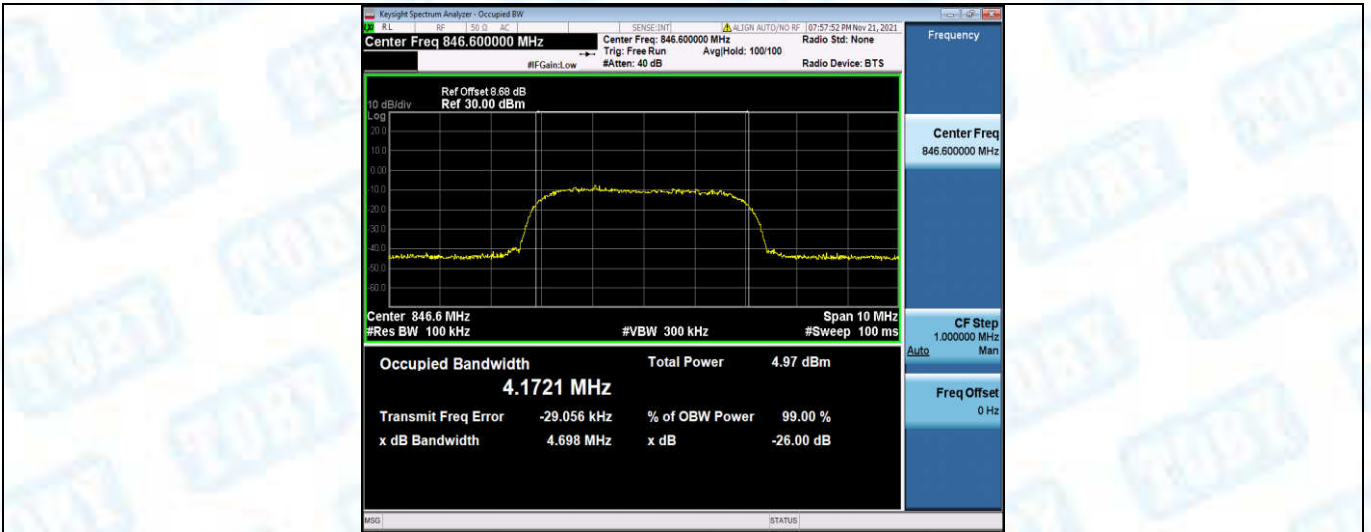 Keysight Spectrum Analyzer - Occupied BW
RL RF 50 Ω AC SENSE:INT ALIGN AUTO/NO RF 07:57:52 PM Nov 21, 2021
Center Freq 846.600000 MHz
Center Freq: 846.600000 MHz Radio Std: None
Trig: Free Run Avg|Hold: 100/100
#IFGain:Low #Atten: 40 dB Radio Device: BTS
Frequency
Ref Offset 8.68 dB
10 dB/div Ref 30.00 dBm
Log
20.0
10.0
0.00
-10.0
-20.0
-30.0
-40.0
-50.0
-60.0
Center 846.6 MHz Span 10 MHz
#Res BW 100 kHz #VBW 300 kHz #Sweep 100 ms
Center Freq
846.600000 MHz
CF Step
1.000000 MHz
Auto Man
Freq Offset
0 Hz
Occupied Bandwidth Total Power 4.97 dBm
4.1721 MHz
Transmit Freq Error -29.056 kHz % of OBW Power 99.00 %
x dB Bandwidth 4.698 MHz x dB -26.00 dB
MSG STATUS